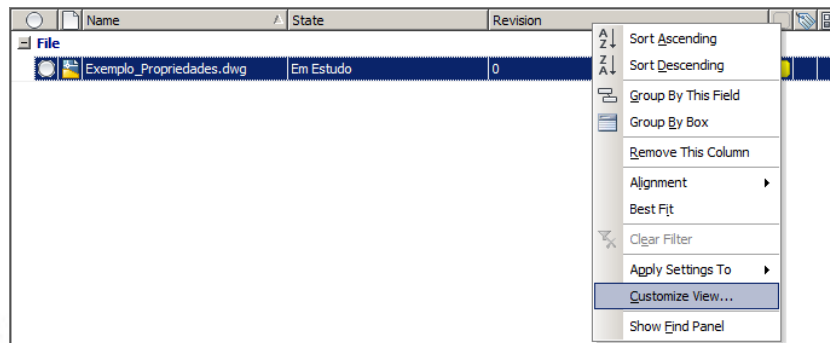 Name State Revision
File
Exemplo_Propriedades.dwg Em Estudo 0
Sort Ascending
Sort Descending
Group By This Field
Group By Box
Remove This Column
Alignment
Best Fit
Clear Filter
Apply Settings To
Customize View...
Show Find Panel